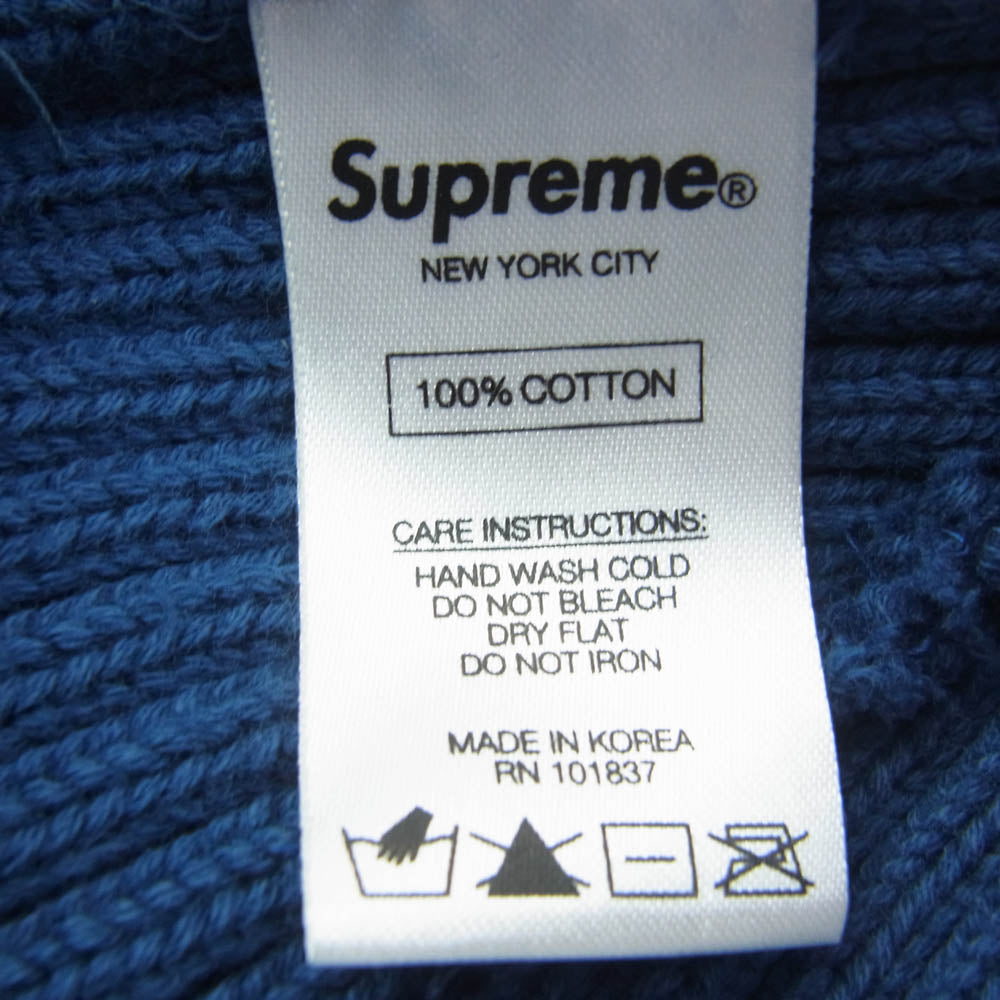 Supreme®
NEW YORK CITY
100% COTTON
CARE INSTRUCTIONS:
HAND WASH COLD
DO NOT BLEACH
DRY FLAT
DO NOT IRON
MADE IN KOREA
RN 101837